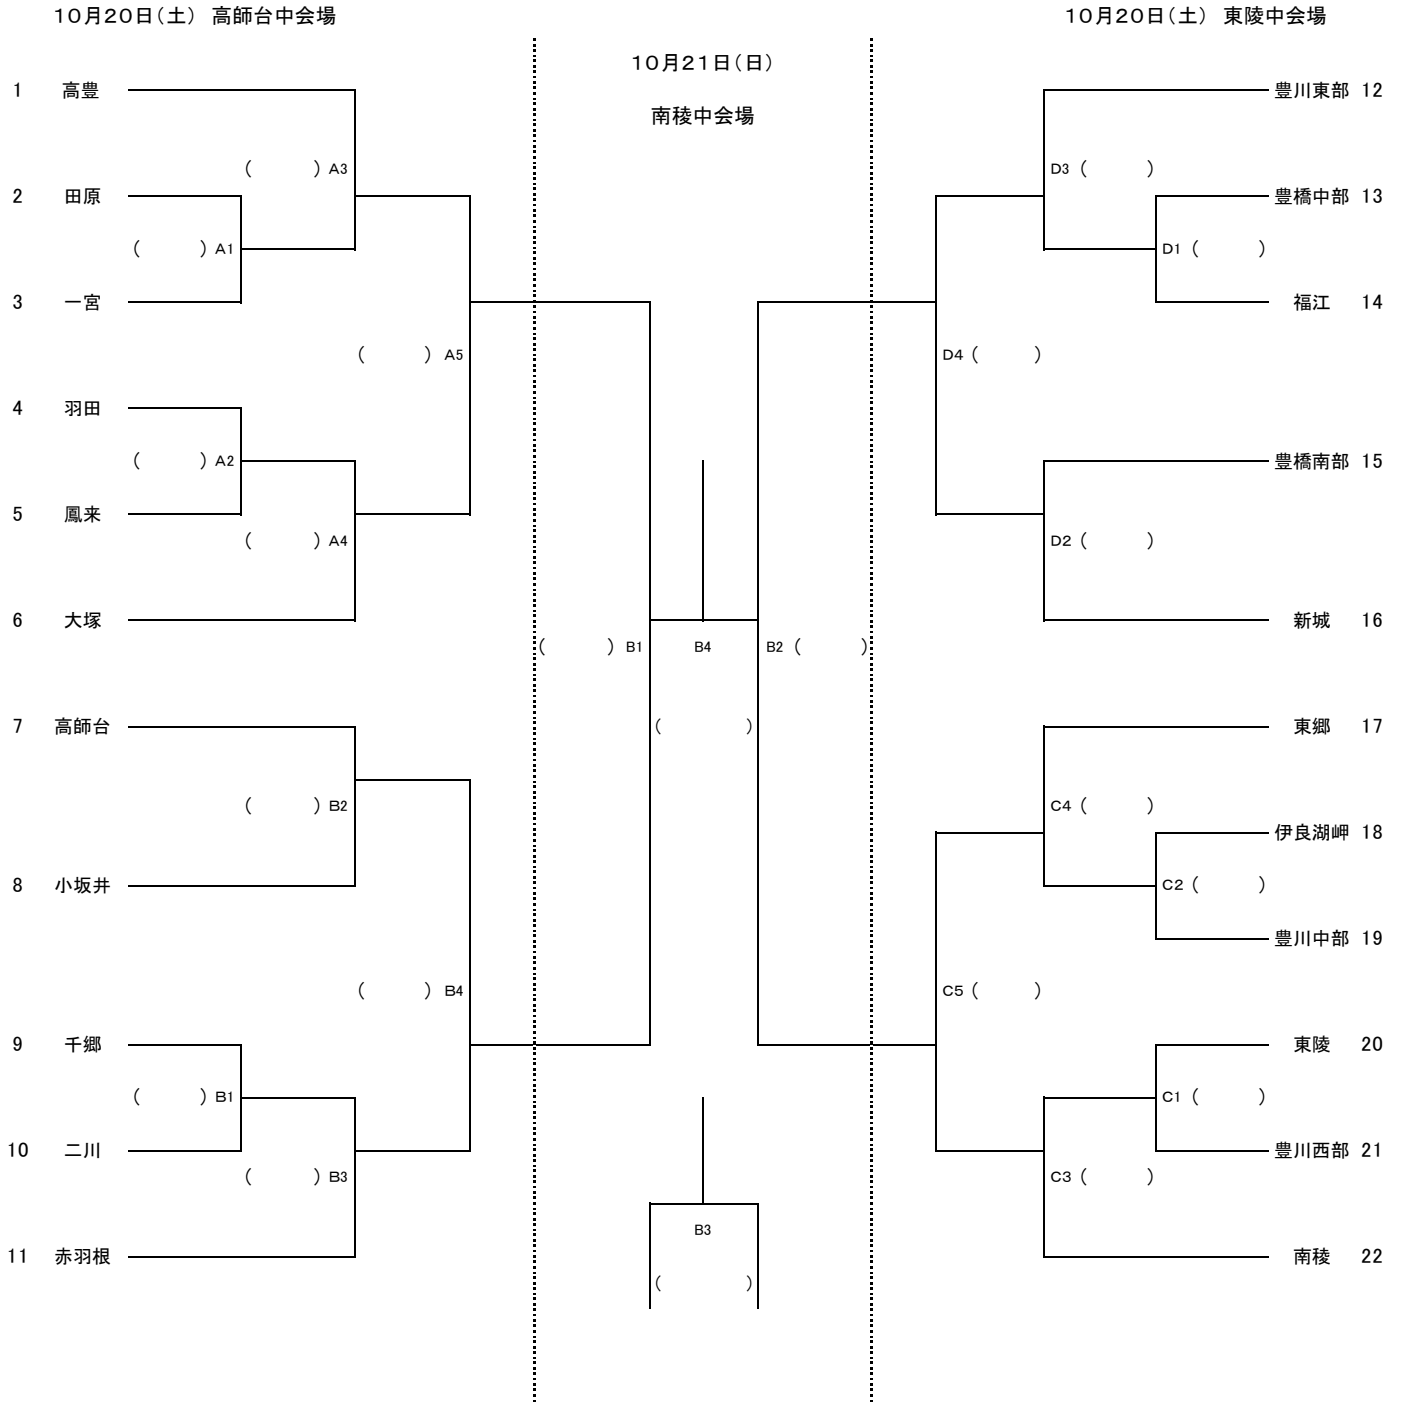 10月20日(土) 高師台中会場
10月20日(土) 東陵中会場
10月21日(日)
南稜中会場
1 高豊
豊川東部 12
( ) A3
D3 ( )
2 田原
豊橋中部 13
( ) A1
D1 ( )
3 一宮
福江 14
( ) A5
D4 ( )
4 羽田
( ) A2
豊橋南部 15
5 鳳来
( ) A4
D2 ( )
6 大塚
新城 16
( ) B1
B4
B2 ( )
7 高師台
( )
東郷 17
( ) B2
C4 ( )
伊良湖岬 18
8 小坂井
C2 ( )
豊川中部 19
( ) B4
C5 ( )
9 千郷
東陵 20
( ) B1
C1 ( )
10 二川
豊川西部 21
( ) B3
C3 ( )
B3
11 赤羽根
南稜 22
( )